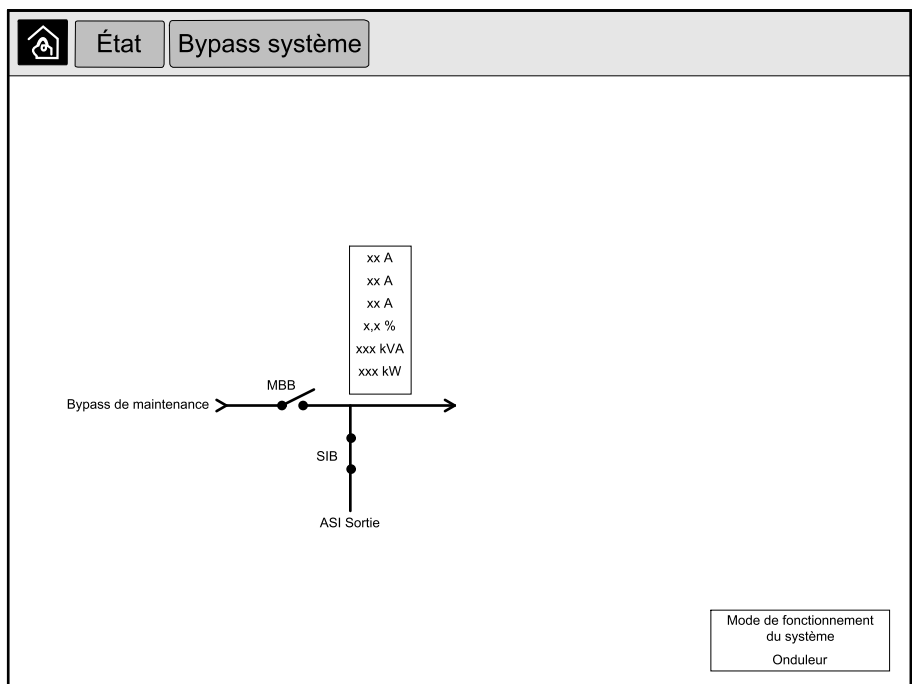 État
Bypass système
xx A
xx A
xx A
x,x %
xxx kVA
xxx kW
MBB
Bypass de maintenance
SIB
ASI Sortie
Mode de fonctionnement
du système
Onduleur